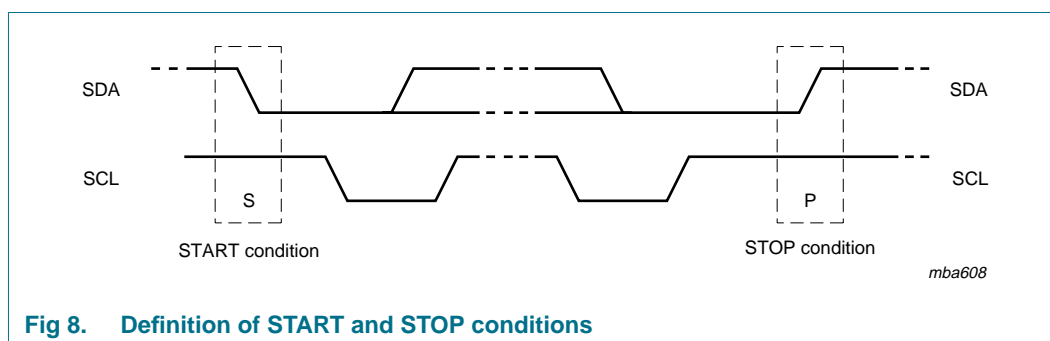 SDA
SDA
SCL
SCL
S
P
START condition
STOP condition
mba608
Fig 8. Definition of START and STOP conditions